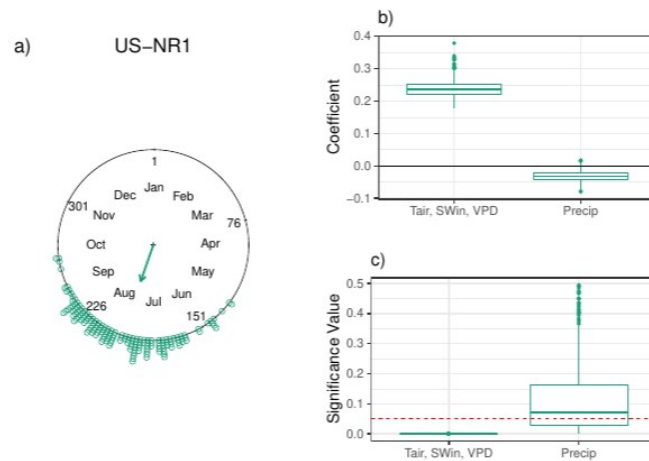 a)
US−NR1
1
Jan
Feb
Mar
76
Apr
May
Jun
151
Jul
Aug
226
Sep
Oct
Nov
301
Dec
b)
Coefficient
0.4
0.3
0.2
0.1
0.0
−0.1
Tair, SWin, VPD
Precip
c)
Significance Value
0.5
0.4
0.3
0.2
0.1
0.0
Tair, SWin, VPD
Precip